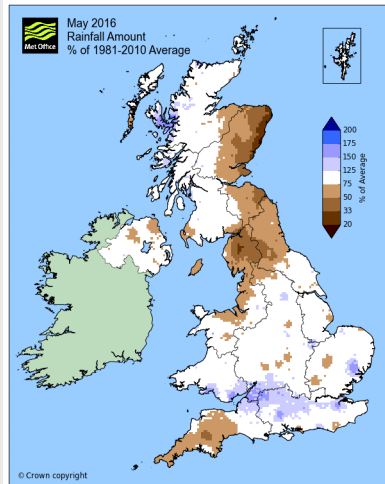 Met Office
May 2016
Rainfall Amount
% of 1981-2010 Average
200
175
150
125
75
50
33
20
% of Average
© Crown copyright